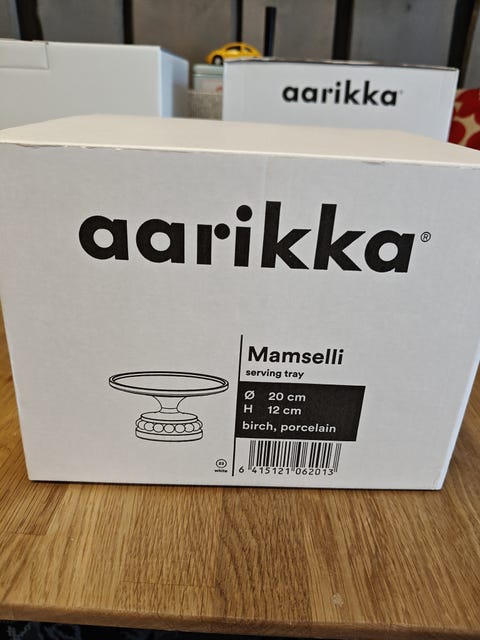 aarikka
aarikka®
Mamselli
serving tray
Ø 20 cm
H 12 cm
birch, porcelain
white
6 415121 062013